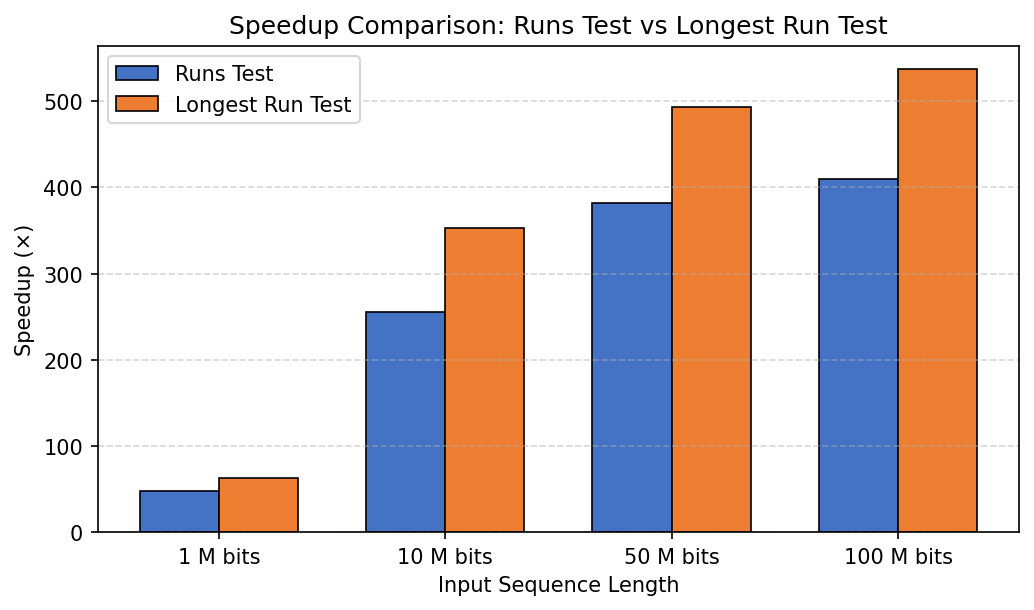 Speedup Comparison: Runs Test vs Longest Run Test
Runs Test
Longest Run Test
Speedup (×)
500
400
300
200
100
0
1 M bits
10 M bits
50 M bits
100 M bits
Input Sequence Length